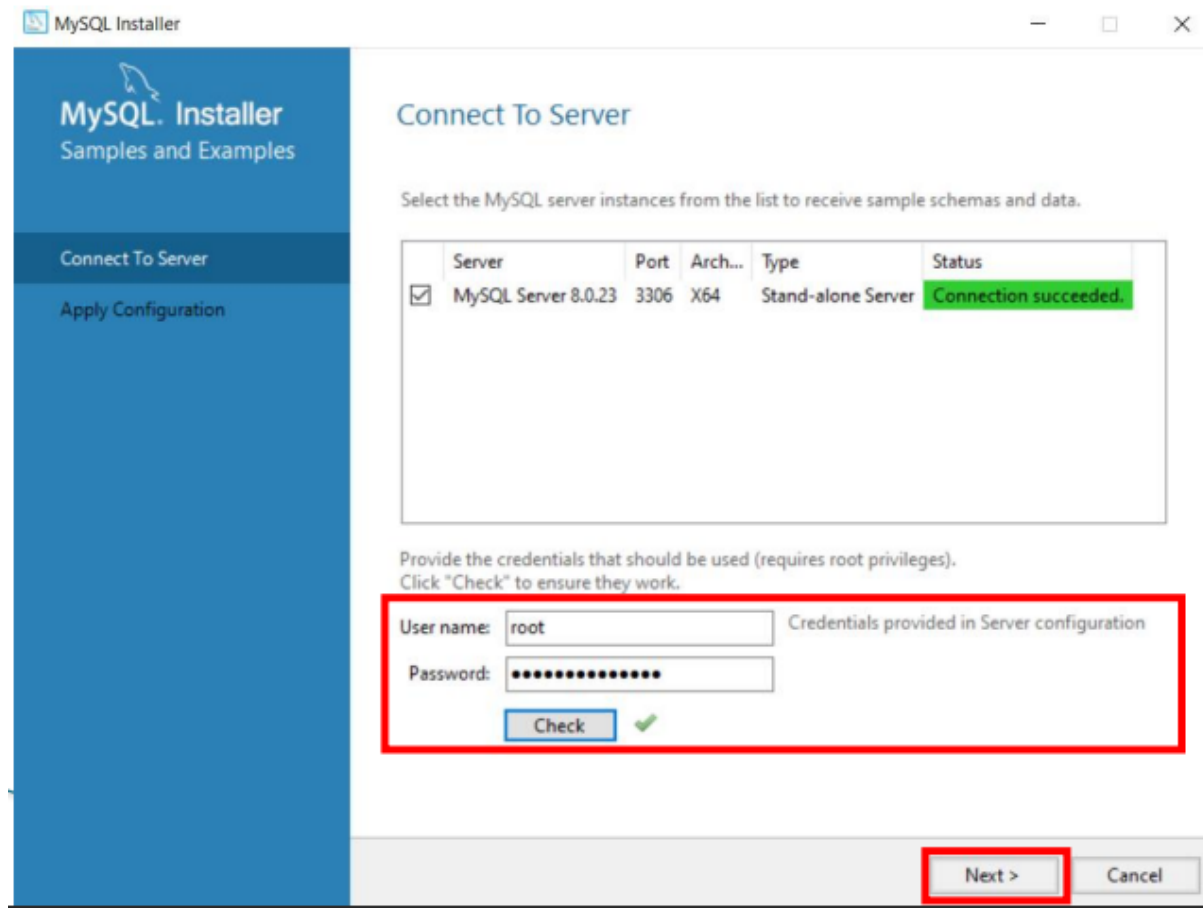 MySQL Installer
MySQL. Installer
Samples and Examples
Connect To Server
Apply Configuration
Connect To Server
Select the MySQL server instances from the list to receive sample schemas and data.
Server Port Arch... Type Status
MySQL Server 8.0.23 3306 X64 Stand-alone Server Connection succeeded.
Provide the credentials that should be used (requires root privileges).
Click "Check" to ensure they work.
User name: root Credentials provided in Server configuration
Password: ••••••••••••••
Check
Next > Cancel